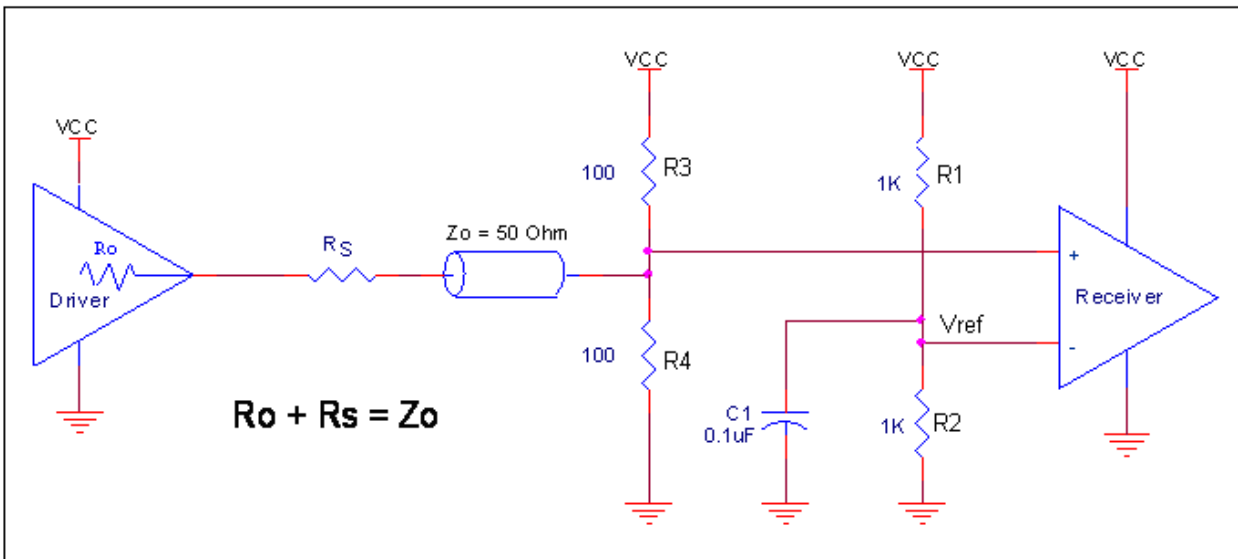 VCC
VCC
VCC
VCC
Ro
Driver
RS
Zo = 50 Ohm
100
R3
100
R4
1K
R1
Vref
1K
R2
C1
0.1uF
+
-
Receiver
Ro + Rs = Zo